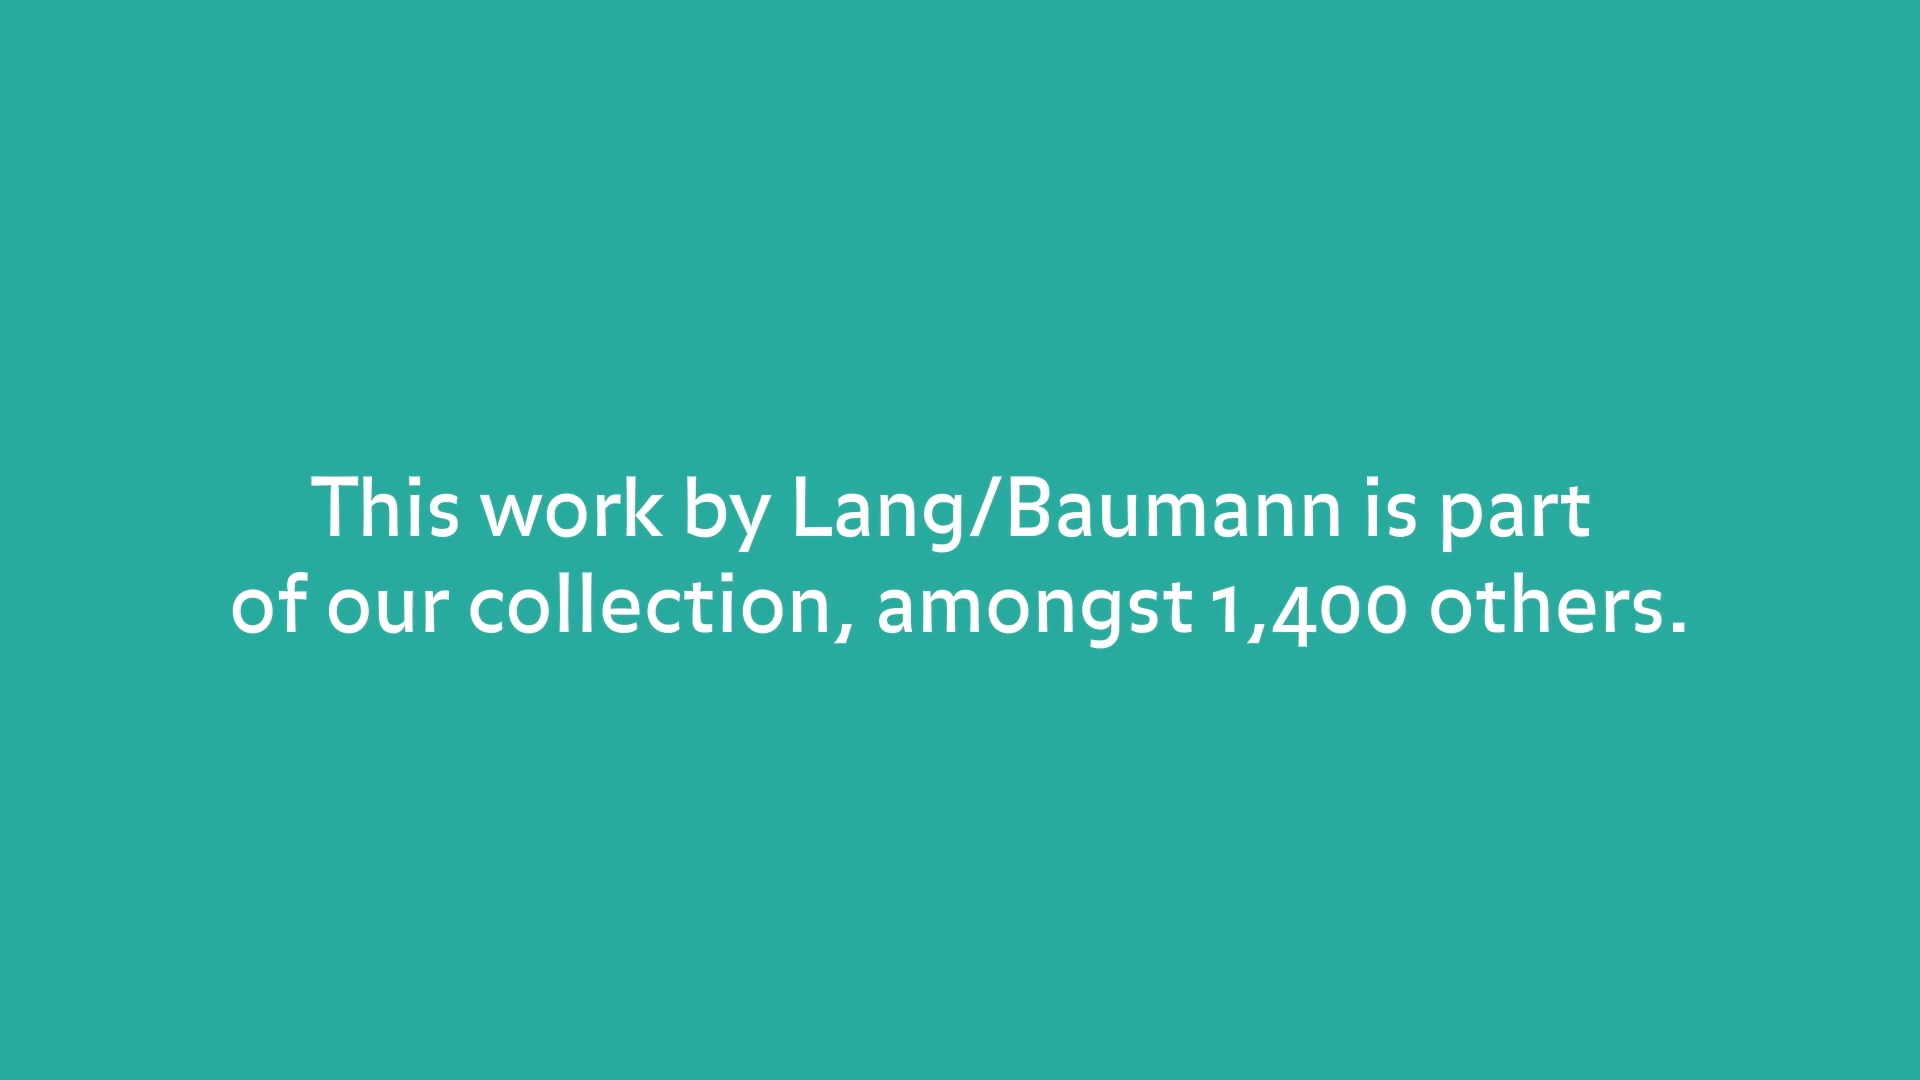 This work by Lang/Baumann is part
of our collection, amongst 1,400 others.